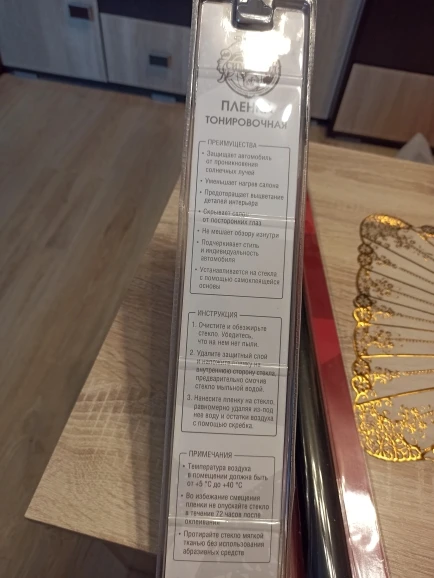 ПЛЕНКА
ТОНИРОВОЧНАЯ
ПРЕИМУЩЕСТВА
• Защищает автомобиль
от проникновения
солнечных лучей
• Уменьшает нагрев салона
• Предотвращает выцветание
деталей интерьера
• Скрывает салон
от посторонних глаз
• Не мешает обзору изнутри
• Подчеркивает стиль
и индивидуальность
автомобиля
• Устанавливается на стекло
с помощью самоклеящейся
основы
ИНСТРУКЦИЯ
1. Очистите и обезжирьте
стекло. Убедитесь,
что на нем нет пыли.
2. Удалите защитный слой
и наложите пленку на
внутреннюю сторону стекла,
предварительно смочив
стекло мыльной водой.
3. Нанесите пленку на стекло,
равномерно удаляя из-под
нее воду и остатки воздуха
с помощью скребка.
ПРИМЕЧАНИЯ
• Температура воздуха
в помещении должна быть
от +5 °С до +40 °С
• Во избежание смещения
пленки не опускайте стекло
в течение 72 часов после
оклеивания
• Протирайте стекло мягкой
тканью без использования
абразивных средств